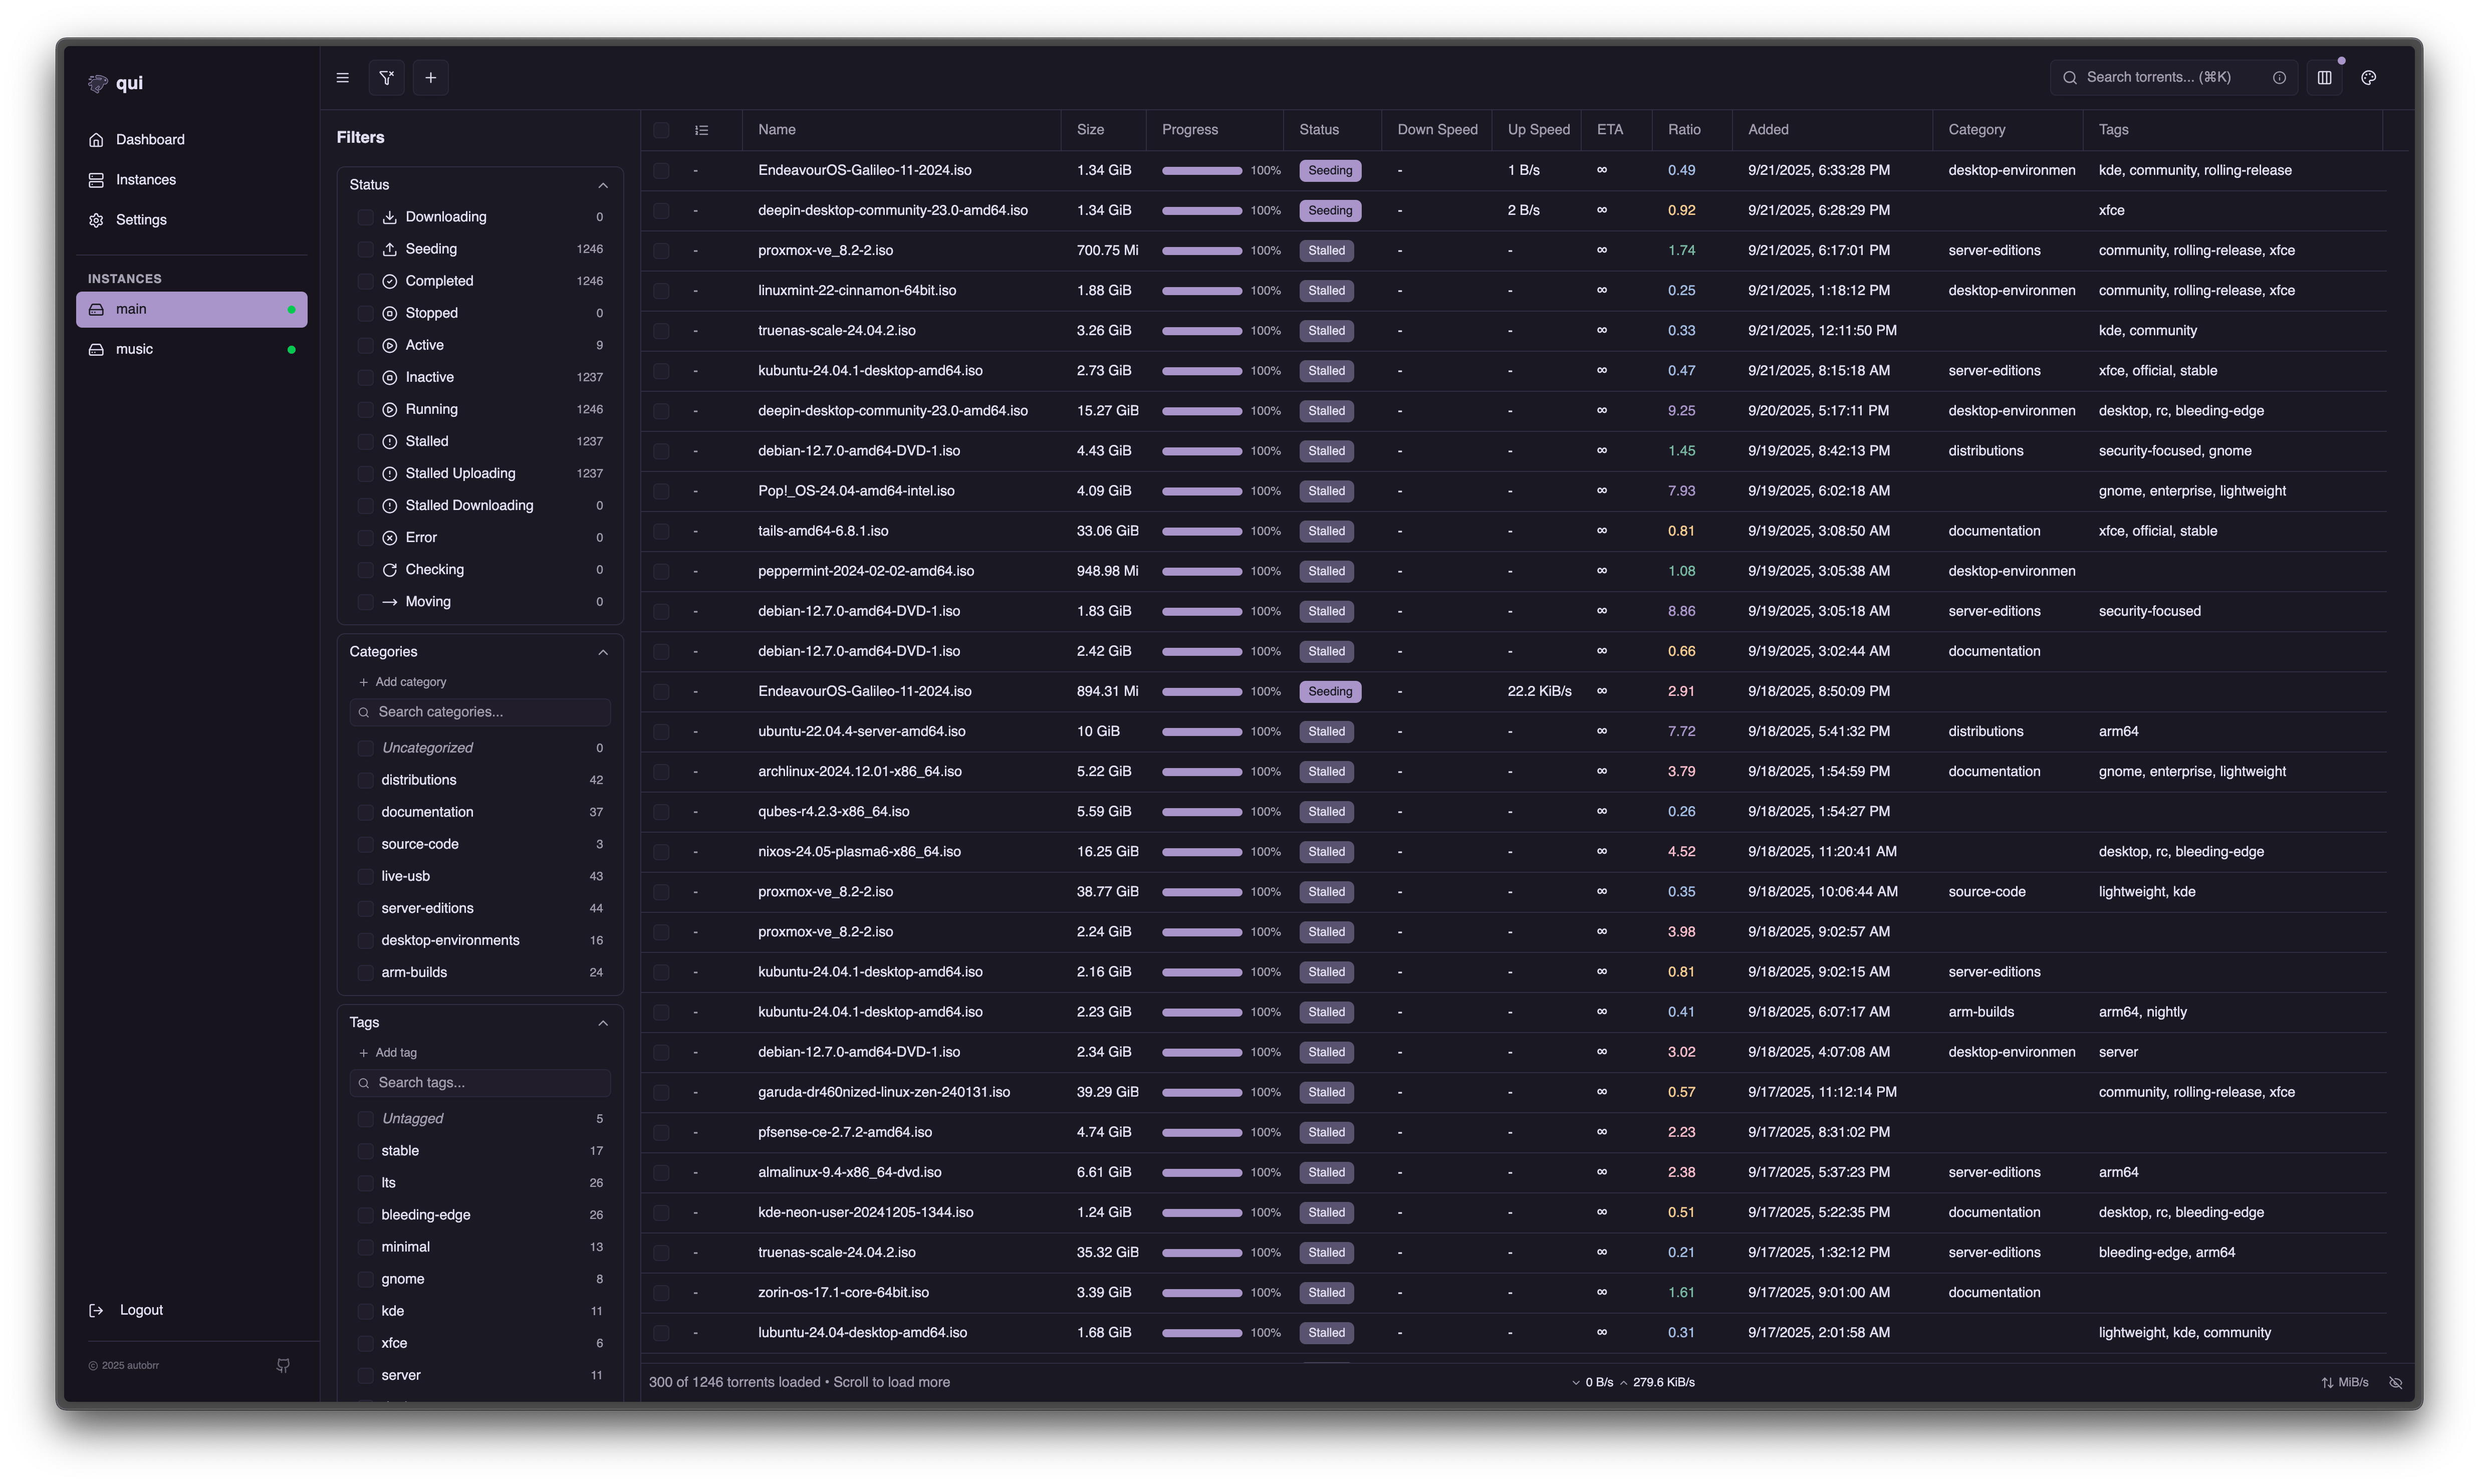 qui
Dashboard
Instances
Settings
INSTANCES
main
music
Logout
© 2025 autobrr
Search torrents... (⌘K)
Filters
Status
Downloading 0
Seeding 1246
Completed 1246
Stopped 0
Active 9
Inactive 1237
Running 1246
Stalled 1237
Stalled Uploading 1237
Stalled Downloading 0
Error 0
Checking 0
Moving 0
Categories
+ Add category
Search categories...
Uncategorized 0
distributions 42
documentation 37
source-code 3
live-usb 43
server-editions 44
desktop-environments 16
arm-builds 24
Tags
+ Add tag
Search tags...
Untagged 5
stable 17
lts 26
bleeding-edge 26
minimal 13
gnome 8
kde 11
xfce 6
server 11
Name Size Progress Status Down Speed Up Speed ETA Ratio Added Category Tags
- EndeavourOS-Galileo-11-2024.iso 1.34 GiB 100% Seeding - 1 B/s ∞ 0.49 9/21/2025, 6:33:28 PM desktop-environmen kde, community, rolling-release
- deepin-desktop-community-23.0-amd64.iso 1.34 GiB 100% Seeding - 2 B/s ∞ 0.92 9/21/2025, 6:28:29 PM xfce
- proxmox-ve_8.2-2.iso 700.75 Mi 100% Stalled - - ∞ 1.74 9/21/2025, 6:17:01 PM server-editions community, rolling-release, xfce
- linuxmint-22-cinnamon-64bit.iso 1.88 GiB 100% Stalled - - ∞ 0.25 9/21/2025, 1:18:12 PM desktop-environmen community, rolling-release, xfce
- truenas-scale-24.04.2.iso 3.26 GiB 100% Stalled - - ∞ 0.33 9/21/2025, 12:11:50 PM kde, community
- kubuntu-24.04.1-desktop-amd64.iso 2.73 GiB 100% Stalled - - ∞ 0.47 9/21/2025, 8:15:18 AM server-editions xfce, official, stable
- deepin-desktop-community-23.0-amd64.iso 15.27 GiB 100% Stalled - - ∞ 9.25 9/20/2025, 5:17:11 PM desktop-environmen desktop, rc, bleeding-edge
- debian-12.7.0-amd64-DVD-1.iso 4.43 GiB 100% Stalled - - ∞ 1.45 9/19/2025, 8:42:13 PM distributions security-focused, gnome
- Pop!_OS-24.04-amd64-intel.iso 4.09 GiB 100% Stalled - - ∞ 7.93 9/19/2025, 6:02:18 AM gnome, enterprise, lightweight
- tails-amd64-6.8.1.iso 33.06 GiB 100% Stalled - - ∞ 0.81 9/19/2025, 3:08:50 AM documentation xfce, official, stable
- peppermint-2024-02-02-amd64.iso 948.98 Mi 100% Stalled - - ∞ 1.08 9/19/2025, 3:05:38 AM desktop-environmen
- debian-12.7.0-amd64-DVD-1.iso 1.83 GiB 100% Stalled - - ∞ 8.86 9/19/2025, 3:05:18 AM server-editions security-focused
- debian-12.7.0-amd64-DVD-1.iso 2.42 GiB 100% Stalled - - ∞ 0.66 9/19/2025, 3:02:44 AM documentation
- EndeavourOS-Galileo-11-2024.iso 894.31 Mi 100% Seeding - 22.2 KiB/s ∞ 2.91 9/18/2025, 8:50:09 PM
- ubuntu-22.04.4-server-amd64.iso 10 GiB 100% Stalled - - ∞ 7.72 9/18/2025, 5:41:32 PM distributions arm64
- archlinux-2024.12.01-x86_64.iso 5.22 GiB 100% Stalled - - ∞ 3.79 9/18/2025, 1:54:59 PM documentation gnome, enterprise, lightweight
- qubes-r4.2.3-x86_64.iso 5.59 GiB 100% Stalled - - ∞ 0.26 9/18/2025, 1:54:27 PM
- nixos-24.05-plasma6-x86_64.iso 16.25 GiB 100% Stalled - - ∞ 4.52 9/18/2025, 11:20:41 AM desktop, rc, bleeding-edge
- proxmox-ve_8.2-2.iso 38.77 GiB 100% Stalled - - ∞ 0.35 9/18/2025, 10:06:44 AM source-code lightweight, kde
- proxmox-ve_8.2-2.iso 2.24 GiB 100% Stalled - - ∞ 3.98 9/18/2025, 9:02:57 AM
- kubuntu-24.04.1-desktop-amd64.iso 2.16 GiB 100% Stalled - - ∞ 0.81 9/18/2025, 9:02:15 AM server-editions
- kubuntu-24.04.1-desktop-amd64.iso 2.23 GiB 100% Stalled - - ∞ 0.41 9/18/2025, 6:07:17 AM arm-builds arm64, nightly
- debian-12.7.0-amd64-DVD-1.iso 2.34 GiB 100% Stalled - - ∞ 3.02 9/18/2025, 4:07:08 AM desktop-environmen server
- garuda-dr460nized-linux-zen-240131.iso 39.29 GiB 100% Stalled - - ∞ 0.57 9/17/2025, 11:12:14 PM community, rolling-release, xfce
- pfsense-ce-2.7.2-amd64.iso 4.74 GiB 100% Stalled - - ∞ 2.23 9/17/2025, 8:31:02 PM
- almalinux-9.4-x86_64-dvd.iso 6.61 GiB 100% Stalled - - ∞ 2.38 9/17/2025, 5:37:23 PM server-editions arm64
- kde-neon-user-20241205-1344.iso 1.24 GiB 100% Stalled - - ∞ 0.51 9/17/2025, 5:22:35 PM documentation desktop, rc, bleeding-edge
- truenas-scale-24.04.2.iso 35.32 GiB 100% Stalled - - ∞ 0.21 9/17/2025, 1:32:12 PM server-editions bleeding-edge, arm64
- zorin-os-17.1-core-64bit.iso 3.39 GiB 100% Stalled - - ∞ 1.61 9/17/2025, 9:01:00 AM documentation
- lubuntu-24.04-desktop-amd64.iso 1.68 GiB 100% Stalled - - ∞ 0.31 9/17/2025, 2:01:58 AM lightweight, kde, community
300 of 1246 torrents loaded • Scroll to load more
0 B/s 279.6 KiB/s
MiB/s